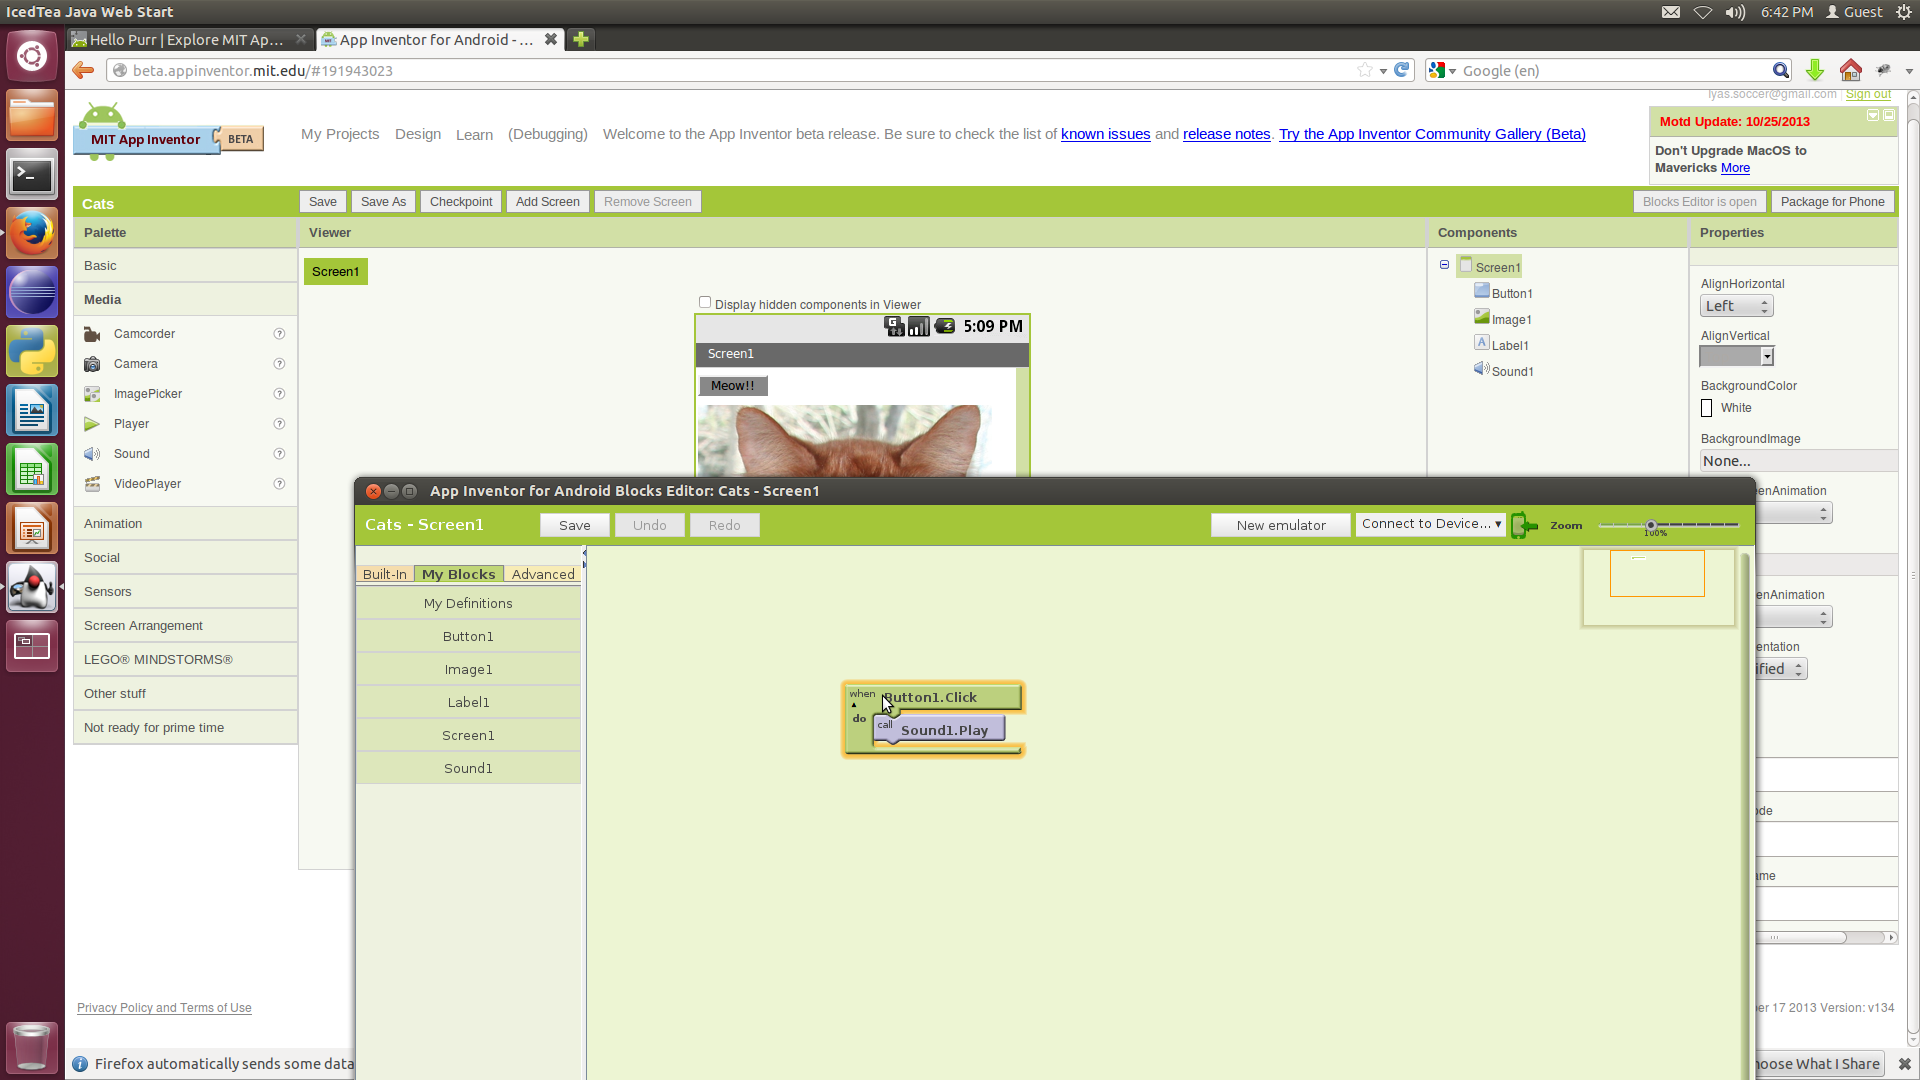 IcedTea Java Web Start
6:42 PM
Guest
Hello Purr | Explore MIT Ap...
App Inventor for Android - ...
beta.appinventor.mit.edu/#191943023
Google (en)
lyas.soccer@gmail.com | Sign out
MIT App Inventor BETA
My Projects Design Learn (Debugging) Welcome to the App Inventor beta release. Be sure to check the list of known issues and release notes. Try the App Inventor Community Gallery (Beta)
Motd Update: 10/25/2013
Don't Upgrade MacOS to
Mavericks More
Cats
Save Save As Checkpoint Add Screen Remove Screen
Blocks Editor is open Package for Phone
Palette
Viewer
Components
Properties
Basic
Media
Camcorder ?
Camera ?
ImagePicker ?
Player ?
Sound ?
VideoPlayer ?
Animation
Social
Sensors
Screen Arrangement
LEGO® MINDSTORMS®
Other stuff
Not ready for prime time
Screen1
Display hidden components in Viewer
5:09 PM
Screen1
Meow!!
Screen1
Button1
Image1
A Label1
Sound1
AlignHorizontal
Left
AlignVertical
BackgroundColor
White
BackgroundImage
None...
enAnimation
enAnimation
entation
ified
ode
ame
App Inventor for Android Blocks Editor: Cats - Screen1
Cats - Screen1
Save Undo Redo
New emulator Connect to Device... Zoom
100%
Built-In My Blocks Advanced
My Definitions
Button1
Image1
Label1
Screen1
Sound1
when Button1.Click
do
call Sound1.Play
Privacy Policy and Terms of Use
er 17 2013 Version: v134
Firefox automatically sends some data
hoose What I Share